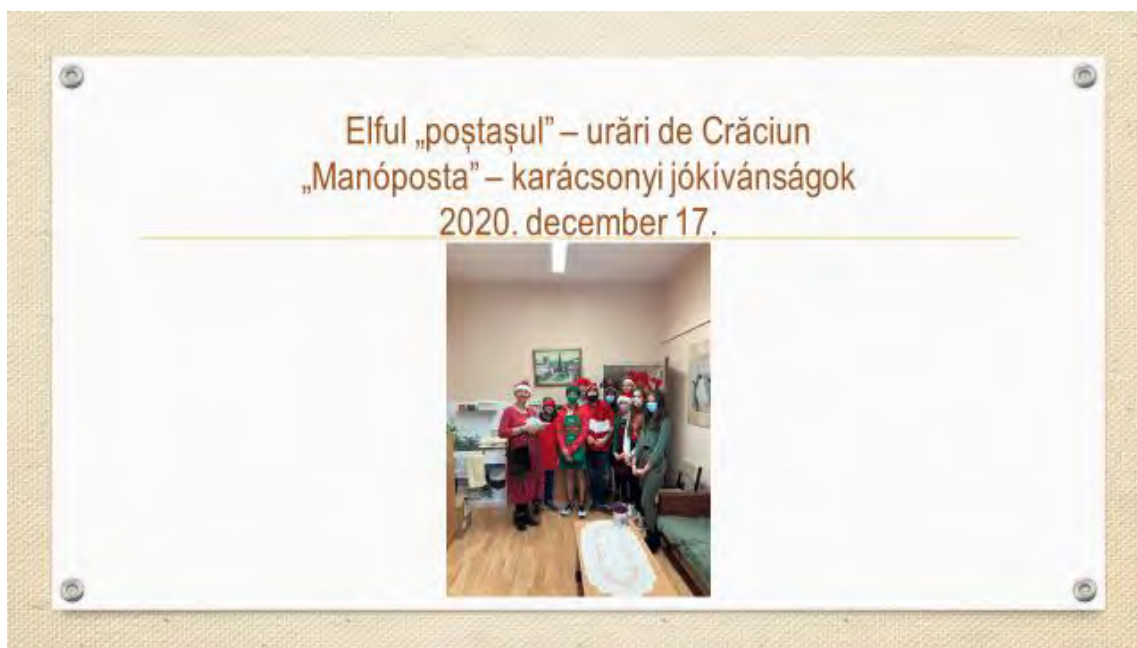 Elful „poștașul” – urări de Crăciun
„Manóposta” – karácsonyi jókívánságok
2020. december 17.